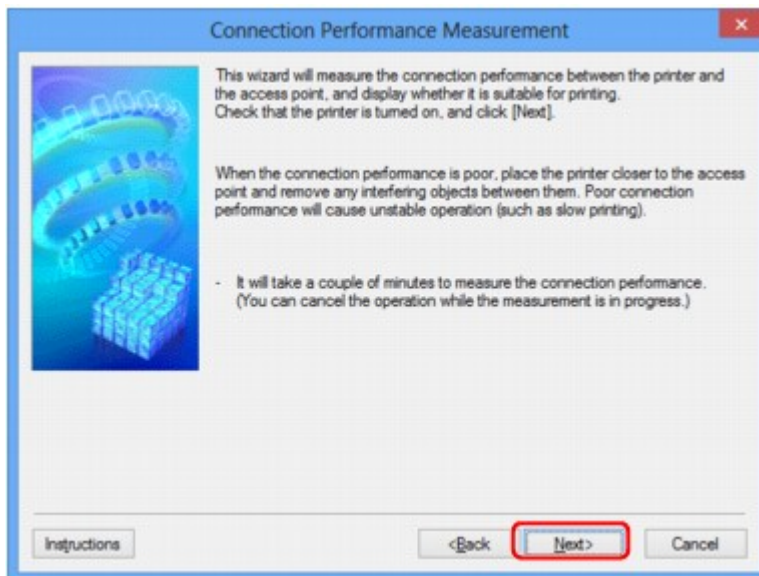 Connection Performance Measurement
This wizard will measure the connection performance between the printer and
the access point, and display whether it is suitable for printing.
Check that the printer is turned on, and click [Next].
When the connection performance is poor, place the printer closer to the access
point and remove any interfering objects between them. Poor connection
performance will cause unstable operation (such as slow printing).
- It will take a couple of minutes to measure the connection performance.
(You can cancel the operation while the measurement is in progress.)
Instructions
<Back
Next>
Cancel